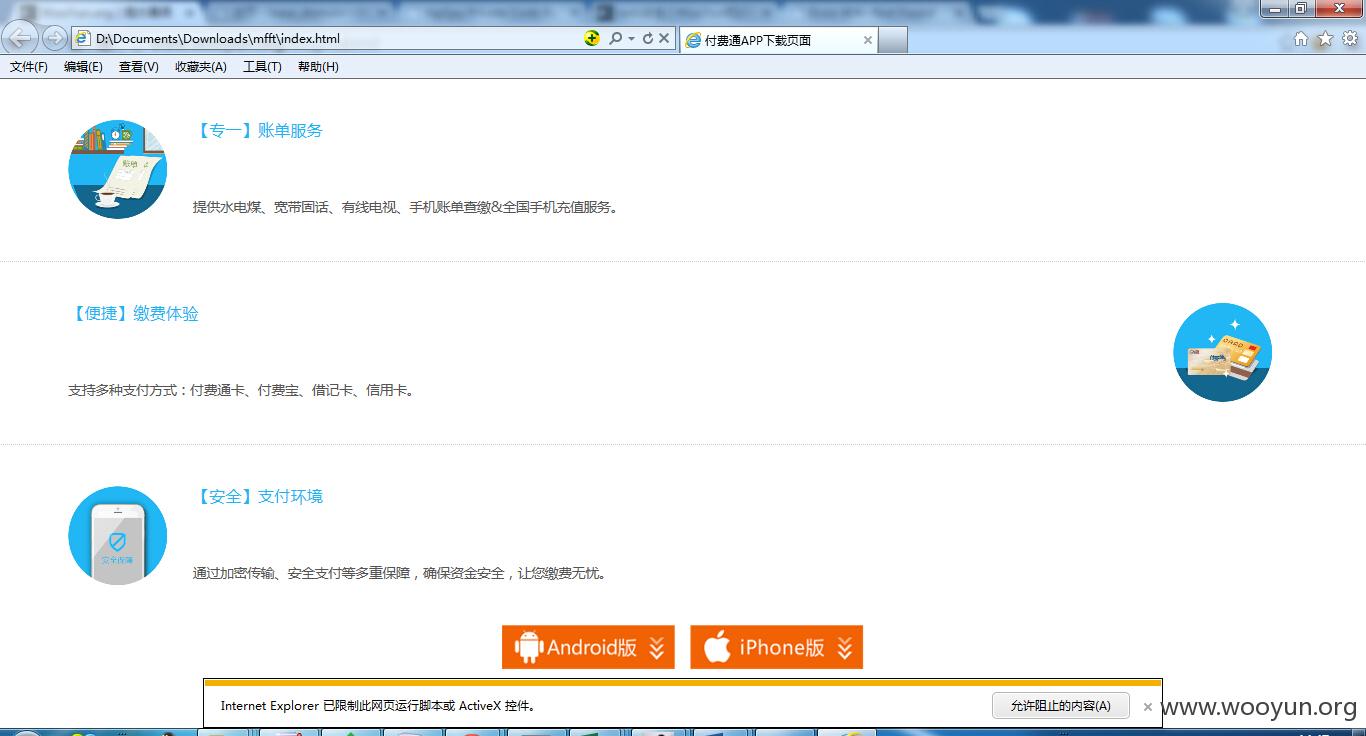 D:\Documents\Downloads\mfft\index.html
付费通APP下载页面
文件(F) 编辑(E) 查看(V) 收藏夹(A) 工具(T) 帮助(H)
【专一】账单服务
账单
提供水电煤、宽带固话、有线电视、手机账单查缴&全国手机充值服务。
【便捷】缴费体验
CARD
支持多种支付方式：付费通卡、付费宝、借记卡、信用卡。
【安全】支付环境
安全保障
通过加密传输、安全支付等多重保障，确保资金安全，让您缴费无忧。
Android版 iPhone版
Internet Explorer 已限制此网页运行脚本或 ActiveX 控件。 允许阻止的内容(A)
www.wooyun.org